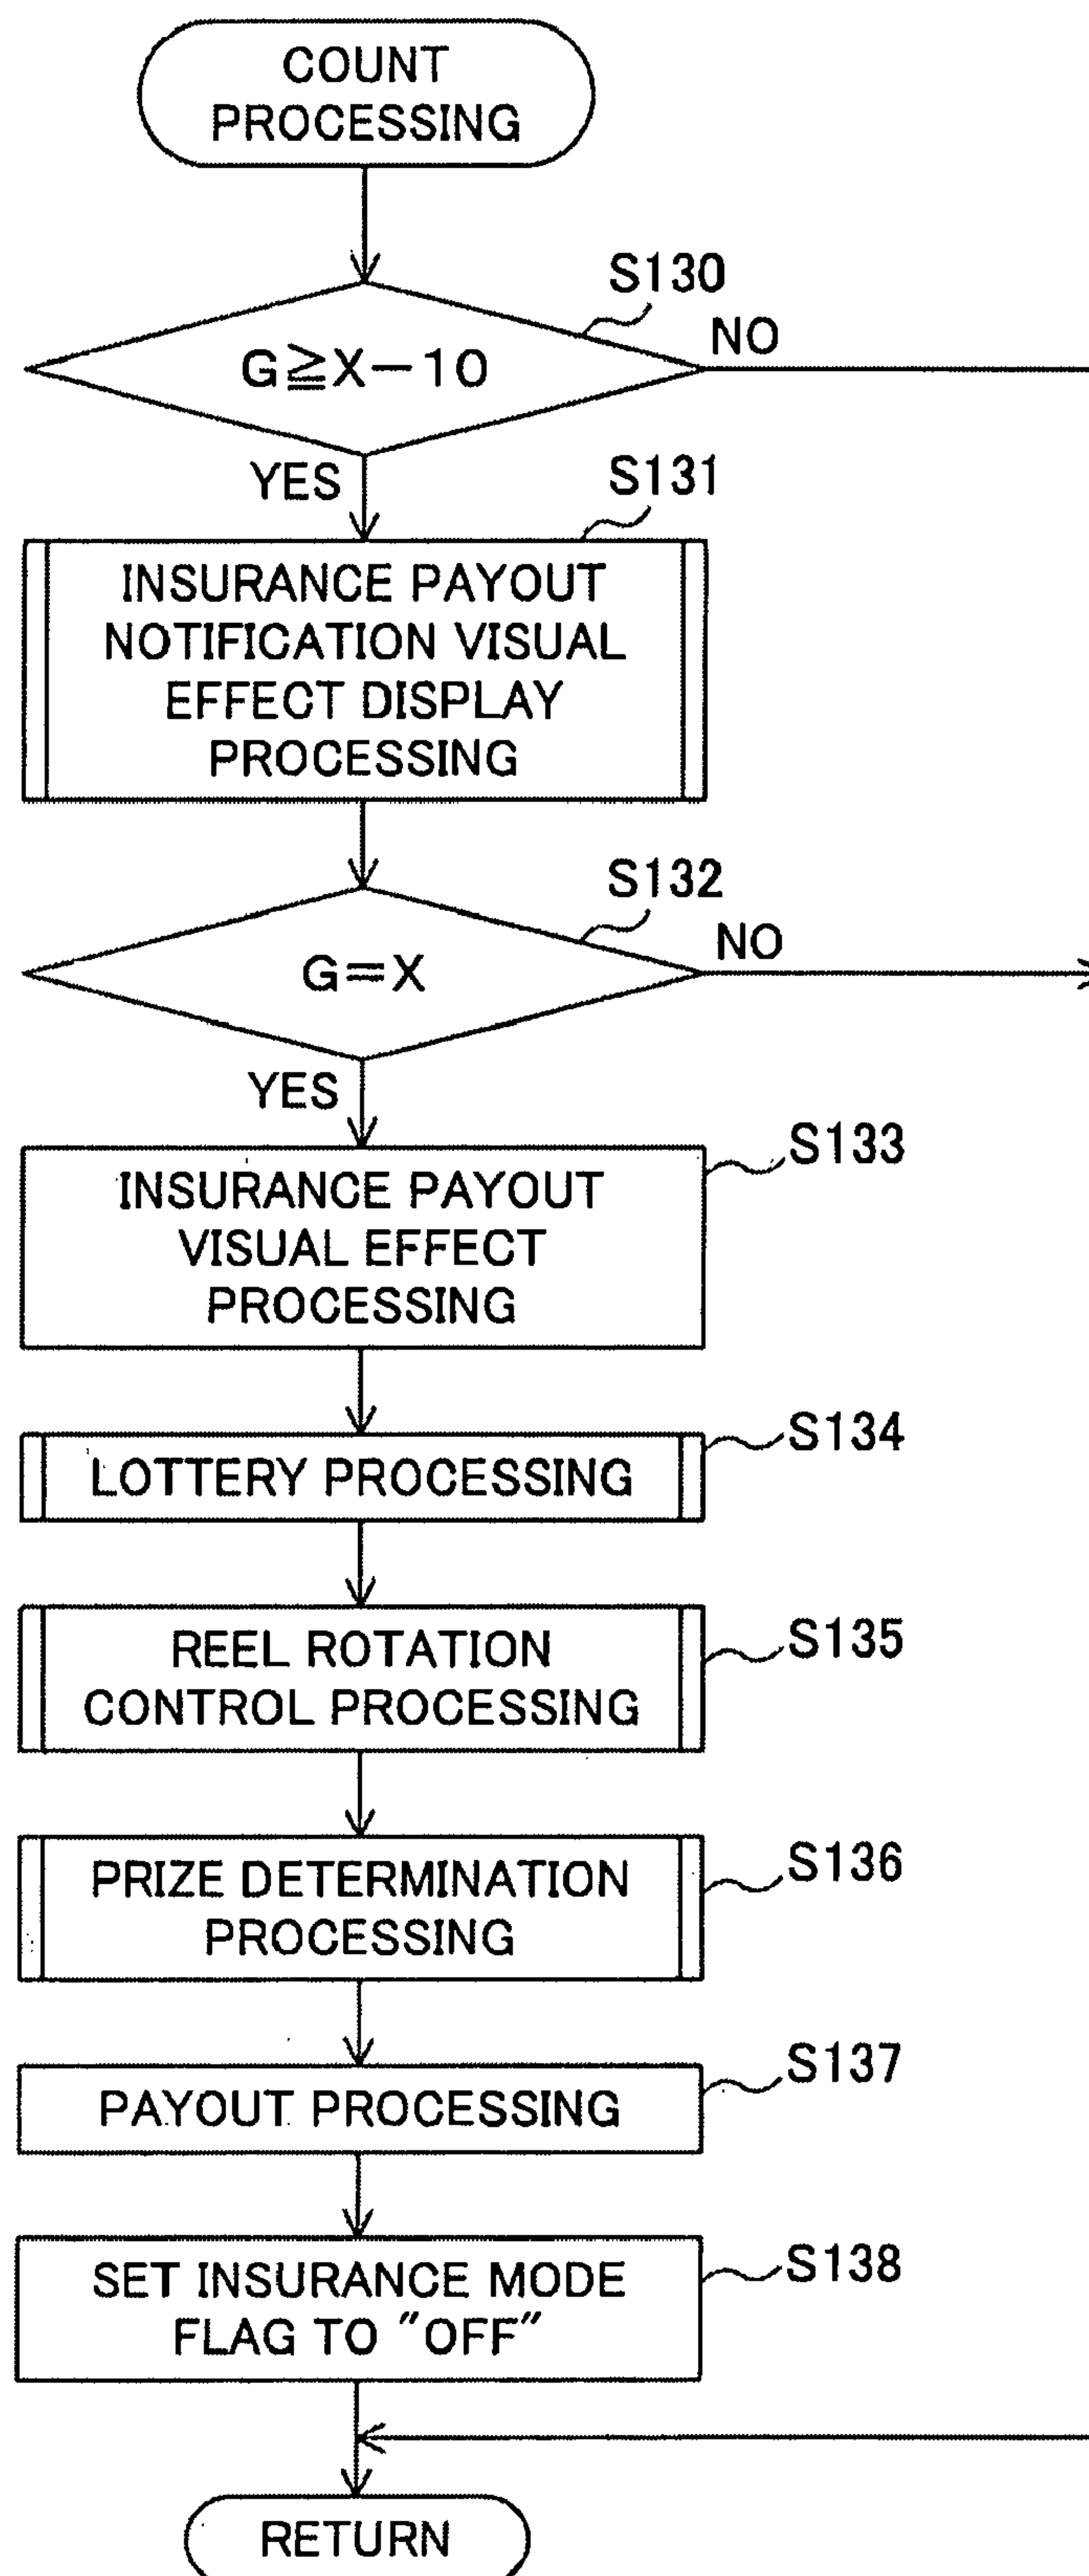 COUNT
PROCESSING
S130
G≧X−10
NO
YES
S131
INSURANCE PAYOUT
NOTIFICATION VISUAL
EFFECT DISPLAY
PROCESSING
S132
G=X
NO
YES
S133
INSURANCE PAYOUT
VISUAL EFFECT
PROCESSING
S134
LOTTERY PROCESSING
S135
REEL ROTATION
CONTROL PROCESSING
S136
PRIZE DETERMINATION
PROCESSING
S137
PAYOUT PROCESSING
S138
SET INSURANCE MODE
FLAG TO "OFF"
RETURN